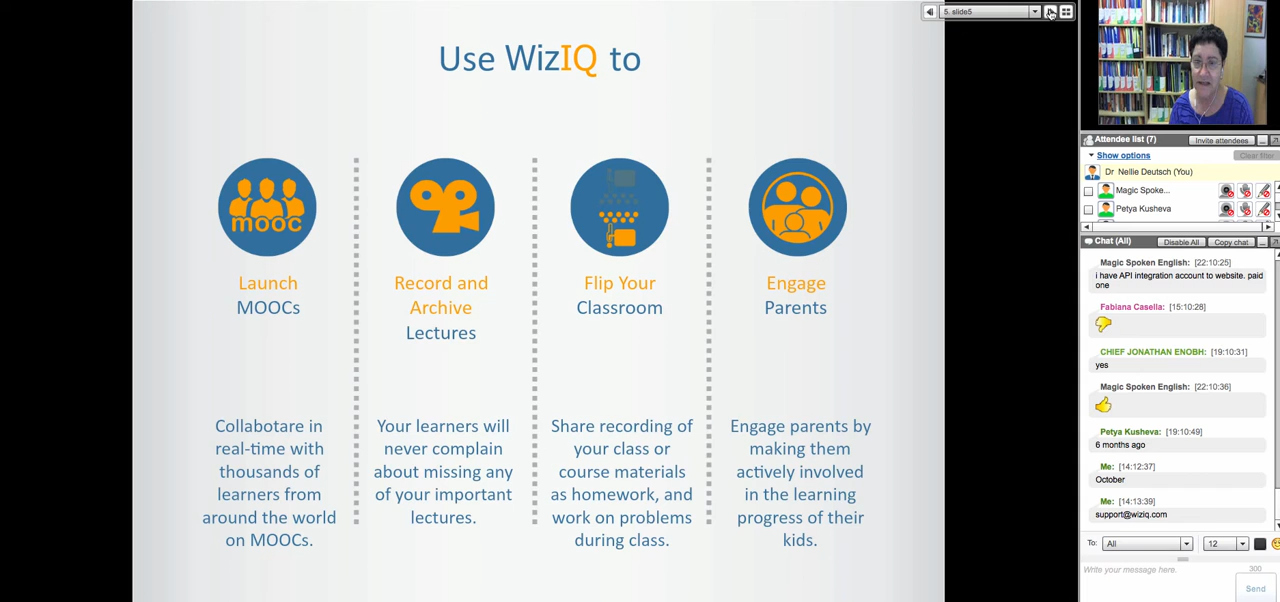 5. slide5
Use WizIQ to
mooc
Launch
MOOCs
Collabotare in
real-time with
thousands of
learners from
around the world
on MOOCs.
Record and
Archive
Lectures
Your learners will
never complain
about missing any
of your important
lectures.
Flip Your
Classroom
Share recording of
your class or
course materials
as homework, and
work on problems
during class.
Engage
Parents
Engage parents by
making them
actively involved
in the learning
progress of their
kids.
Attendee list (7)
Invite attendees
Show options
Clear filter
Dr Nellie Deutsch (You)
Magic Spoke...
Petya Kusheva
Chat (All)
Disable All
Copy chat
Magic Spoken English: [22:10:25]
i have API integration account to website. paid
one
Fabiana Casella: [15:10:28]
CHIEF JONATHAN ENOBH: [19:10:31]
yes
Magic Spoken English: [22:10:36]
Petya Kusheva: [19:10:49]
6 months ago
Me: [14:12:37]
October
Me: [14:13:39]
support@wiziq.com
To: All 12
Write your message here. 300
Send